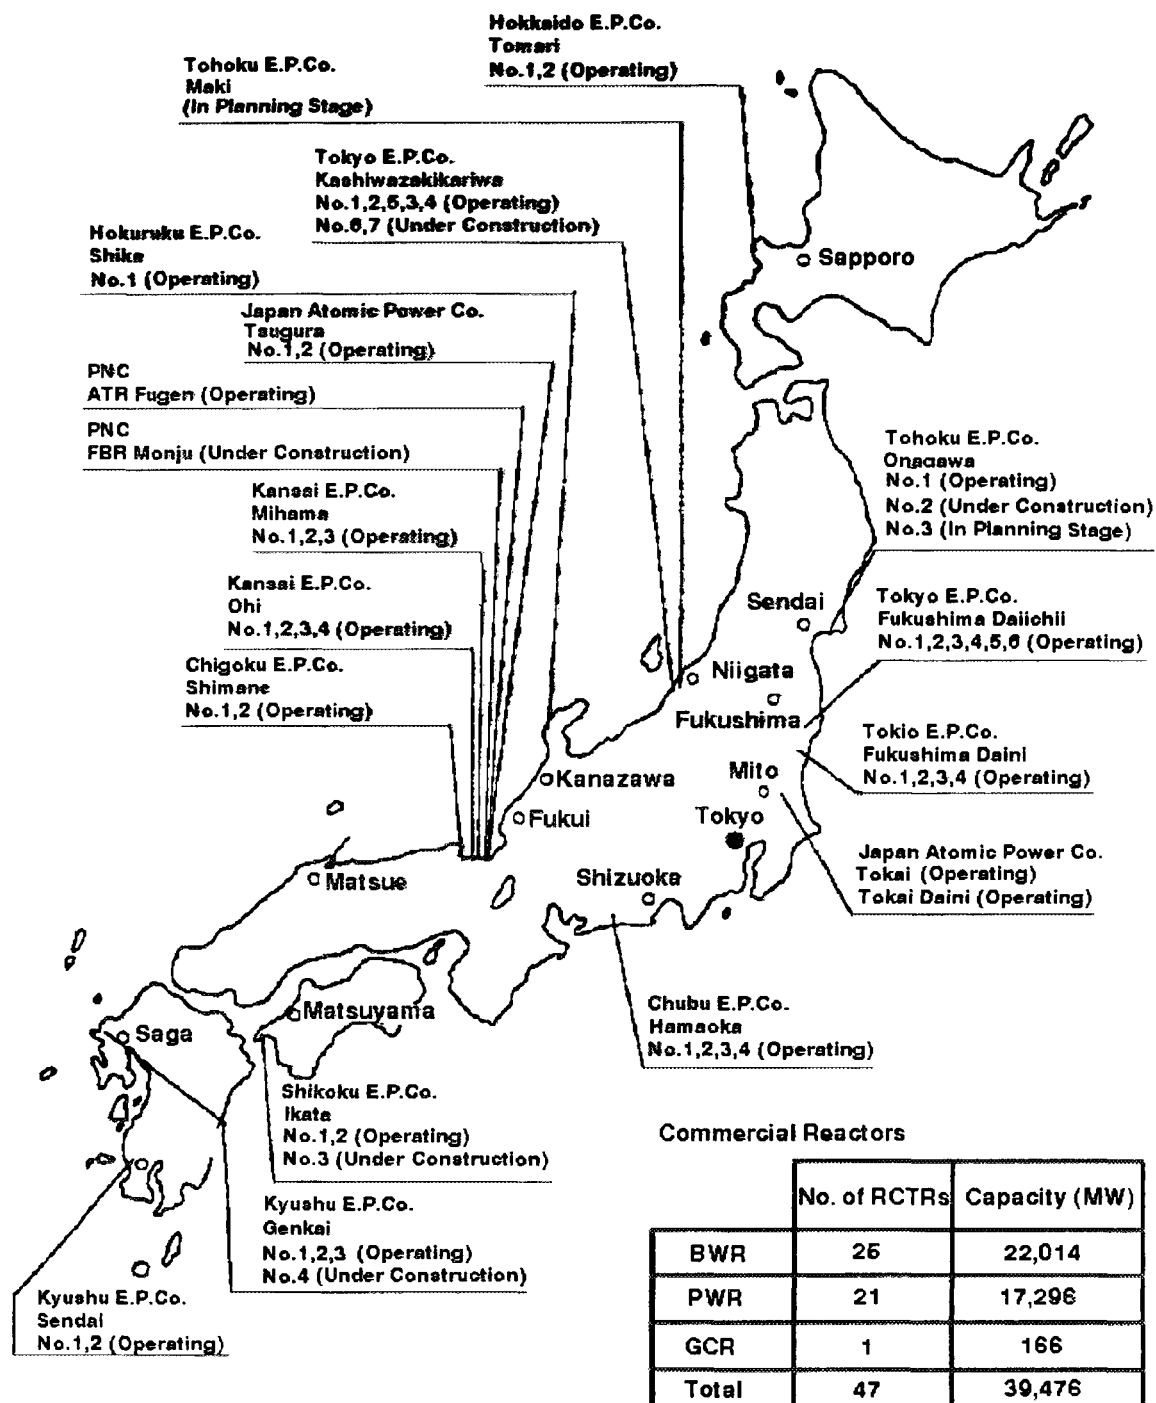 Hokkaido E.P.Co.
Tomari
No.1,2 (Operating)
Tohoku E.P.Co.
Maki
(In Planning Stage)
Tokyo E.P.Co.
Kashiwazakikariwa
No.1,2,5,3,4 (Operating)
No.6,7 (Under Construction)
Hokuruku E.P.Co.
Shika
No.1 (Operating)
Japan Atomic Power Co.
Tsugura
No.1,2 (Operating)
PNC
ATR Fugen (Operating)
PNC
FBR Monju (Under Construction)
Kansai E.P.Co.
Mihama
No.1,2,3 (Operating)
Kansai E.P.Co.
Ohi
No.1,2,3,4 (Operating)
Chigoku E.P.Co.
Shimane
No.1,2 (Operating)
Sapporo
Tohoku E.P.Co.
Onagawa
No.1 (Operating)
No.2 (Under Construction)
No.3 (In Planning Stage)
Sendai
Tokyo E.P.Co.
Fukushima Daiichii
No.1,2,3,4,5,6 (Operating)
Niigata
Fukushima
Tokio E.P.Co.
Fukushima Daini
No.1,2,3,4 (Operating)
Kanazawa
Mito
Fukui
Tokyo
Japan Atomic Power Co.
Tokai (Operating)
Tokai Daini (Operating)
Matsue
Shizuoka
Chubu E.P.Co.
Hamaoka
No.1,2,3,4 (Operating)
Matsuyama
Saga
Shikoku E.P.Co.
Ikata
No.1,2 (Operating)
No.3 (Under Construction)
Kyushu E.P.Co.
Genkai
No.1,2,3 (Operating)
No.4 (Under Construction)
Kyushu E.P.Co.
Sendai
No.1,2 (Operating)
Commercial Reactors
No. of RCTRs Capacity (MW)
BWR 25 22,014
PWR 21 17,296
GCR 1 166
Total 47 39,476